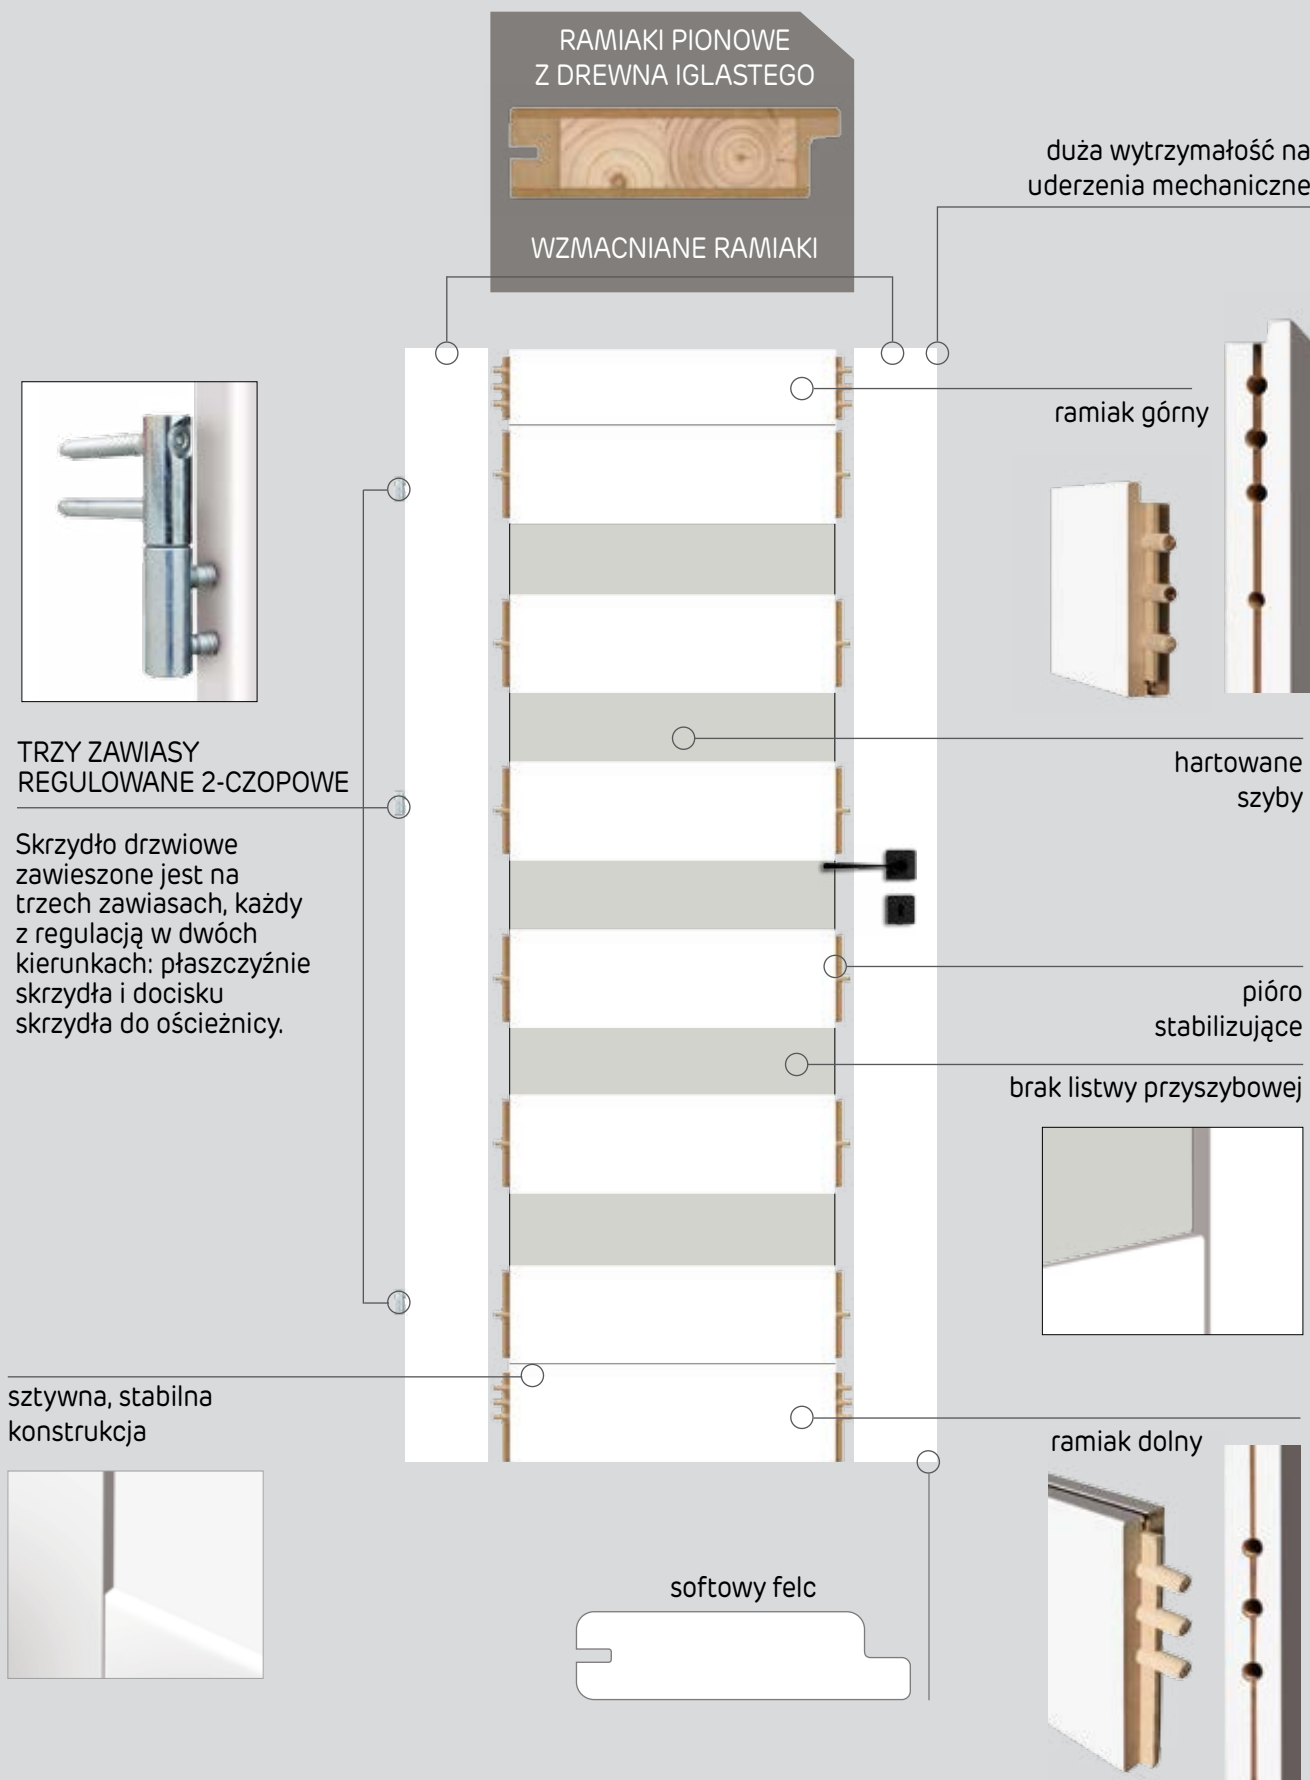 RAMIAKI PIONOWE
Z DREWNA IGLASTEGO
WZMACNIANE RAMIAKI
duża wytrzymałość na
uderzenia mechaniczne
ramiak górny
TRZY ZAWIASY
REGULOWANE 2-CZOPOWE
Skrzydło drzwiowe
zawieszone jest na
trzech zawiasach, każdy
z regulacją w dwóch
kierunkach: płaszczyźnie
skrzydła i docisku
skrzydła do ościeżnicy.
hartowane
szyby
pióro
stabilizujące
brak listwy przyszybowej
sztywna, stabilna
konstrukcja
ramiak dolny
softowy felc